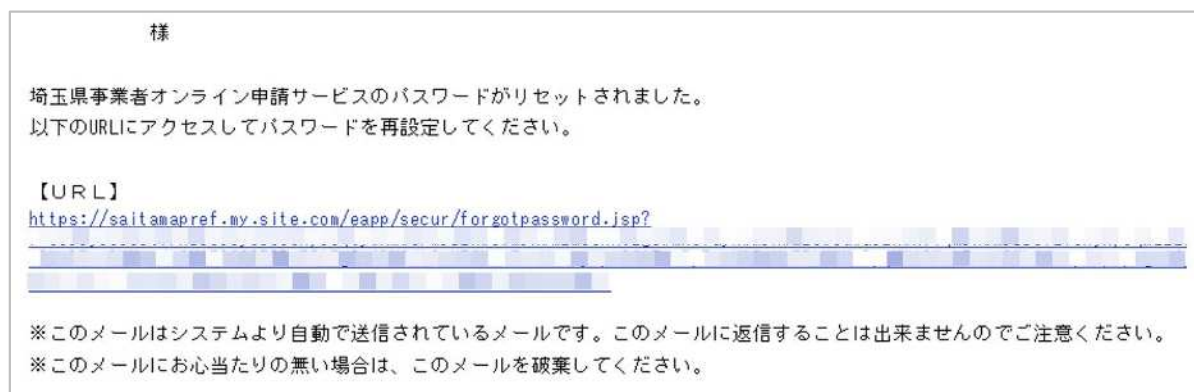 様
埼玉県事業者オンライン申請サービスのパスワードがリセットされました。
以下のURLにアクセスしてパスワードを再設定してください。
【ＵＲＬ】
https://saitamapref.my.site.com/eapp/secur/forgotpassword.jsp?
※このメールはシステムより自動で送信されているメールです。このメールに返信することは出来ませんのでご注意ください。
※このメールにお心当たりの無い場合は、このメールを破棄してください。